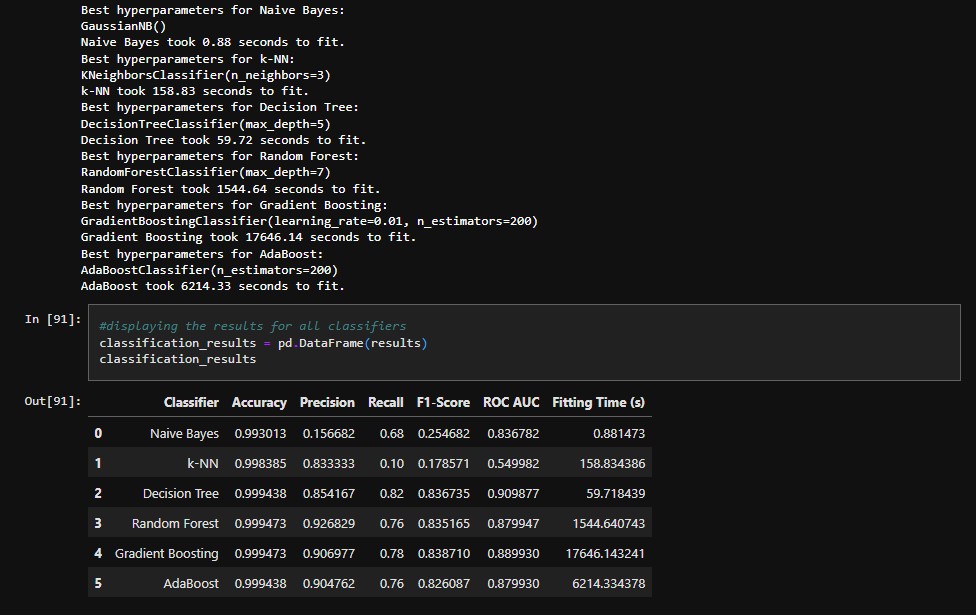 Best hyperparameters for Naive Bayes:
GaussianNB()
Naive Bayes took 0.88 seconds to fit.
Best hyperparameters for k-NN:
KNeighborsClassifier(n_neighbors=3)
k-NN took 158.83 seconds to fit.
Best hyperparameters for Decision Tree:
DecisionTreeClassifier(max_depth=5)
Decision Tree took 59.72 seconds to fit.
Best hyperparameters for Random Forest:
RandomForestClassifier(max_depth=7)
Random Forest took 1544.64 seconds to fit.
Best hyperparameters for Gradient Boosting:
GradientBoostingClassifier(learning_rate=0.01, n_estimators=200)
Gradient Boosting took 17646.14 seconds to fit.
Best hyperparameters for AdaBoost:
AdaBoostClassifier(n_estimators=200)
AdaBoost took 6214.33 seconds to fit.
In [91]: #displaying the results for all classifiers
classification_results = pd.DataFrame(results)
classification_results
Out[91]: Classifier Accuracy Precision Recall F1-Score ROC AUC Fitting Time (s)
0 Naive Bayes 0.993013 0.156682 0.68 0.254682 0.836782 0.881473
1 k-NN 0.998385 0.833333 0.10 0.178571 0.549982 158.834386
2 Decision Tree 0.999438 0.854167 0.82 0.836735 0.909877 59.718439
3 Random Forest 0.999473 0.926829 0.76 0.835165 0.879947 1544.640743
4 Gradient Boosting 0.999473 0.906977 0.78 0.838710 0.889930 17646.143241
5 AdaBoost 0.999438 0.904762 0.76 0.826087 0.879930 6214.334378